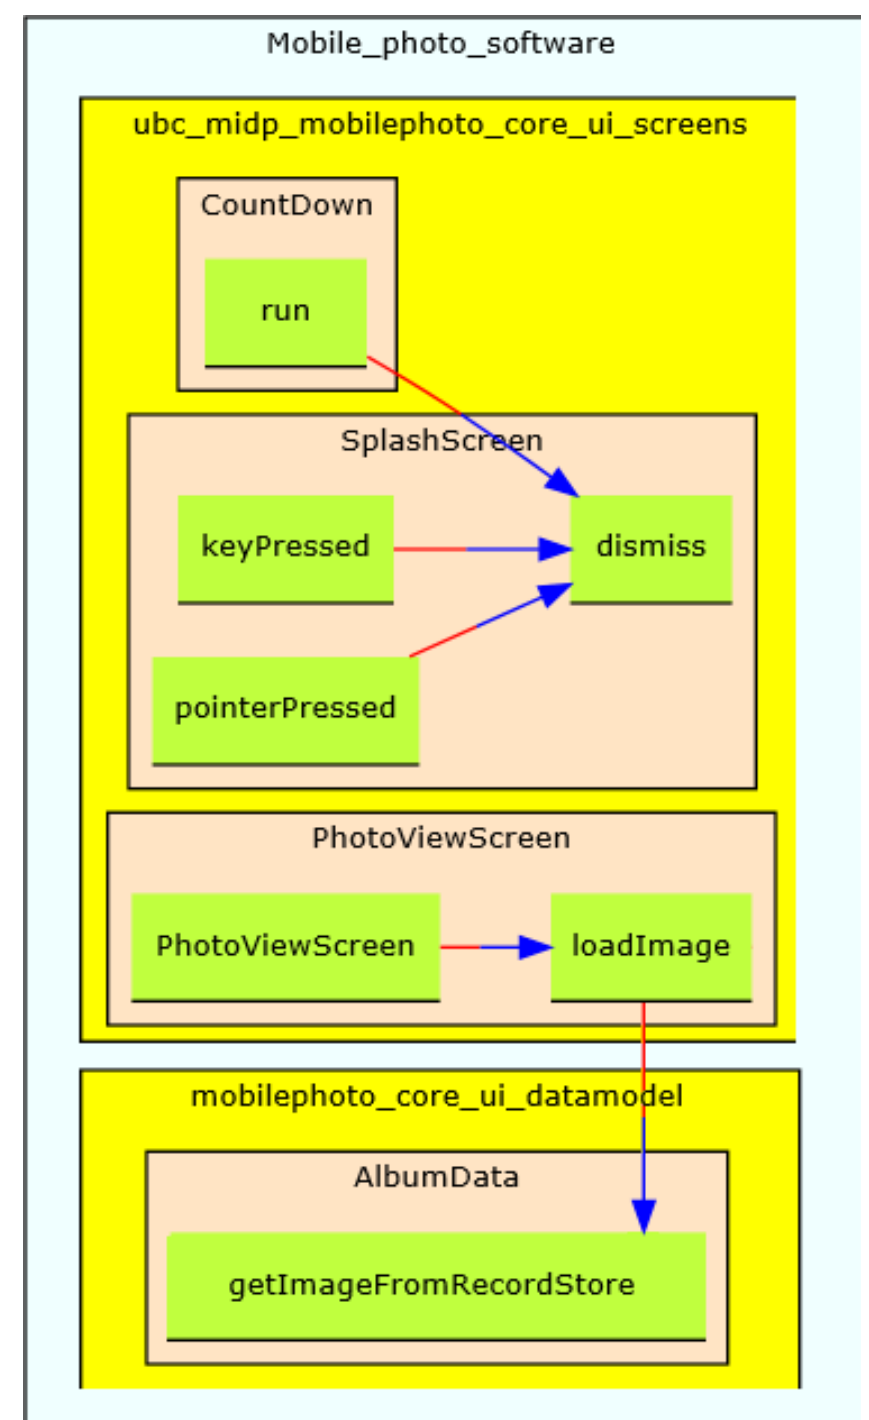 Mobile_photo_software
ubc_midp_mobilephoto_core_ui_screens
CountDown
run
SplashScreen
keyPressed
dismiss
pointerPressed
PhotoViewScreen
PhotoViewScreen
loadImage
mobilephoto_core_ui_datamodel
AlbumData
getImageFromRecordStore